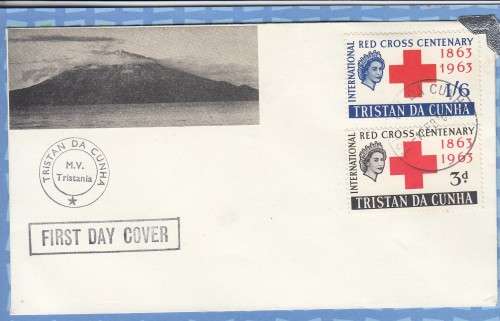 INTERNATIONAL
RED CROSS CENTENARY
1863
1963
1/6
TRISTAN DA CUNHA
INTERNATIONAL
RED CROSS CENTENARY
1863
1963
3d
TRISTAN DA CUNHA
TRISTAN DA CUNHA
M.V.
Tristania
FIRST DAY COVER